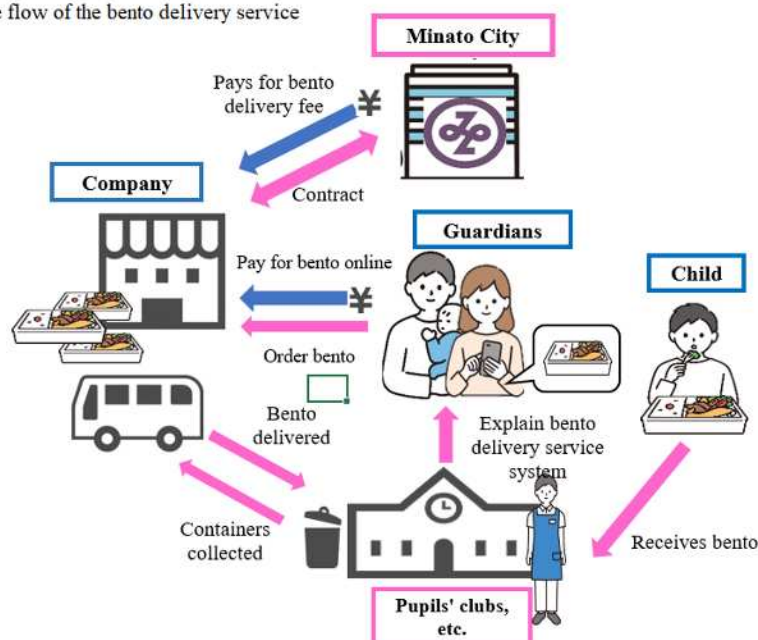 flow of the bento delivery service
Minato City
Pays for bento
delivery fee
¥
Company
Contract
Guardians
Pay for bento online
¥
Child
Order bento
Bento
delivered
Explain bento
delivery service
system
Containers
collected
Receives bento
Pupils' clubs,
etc.